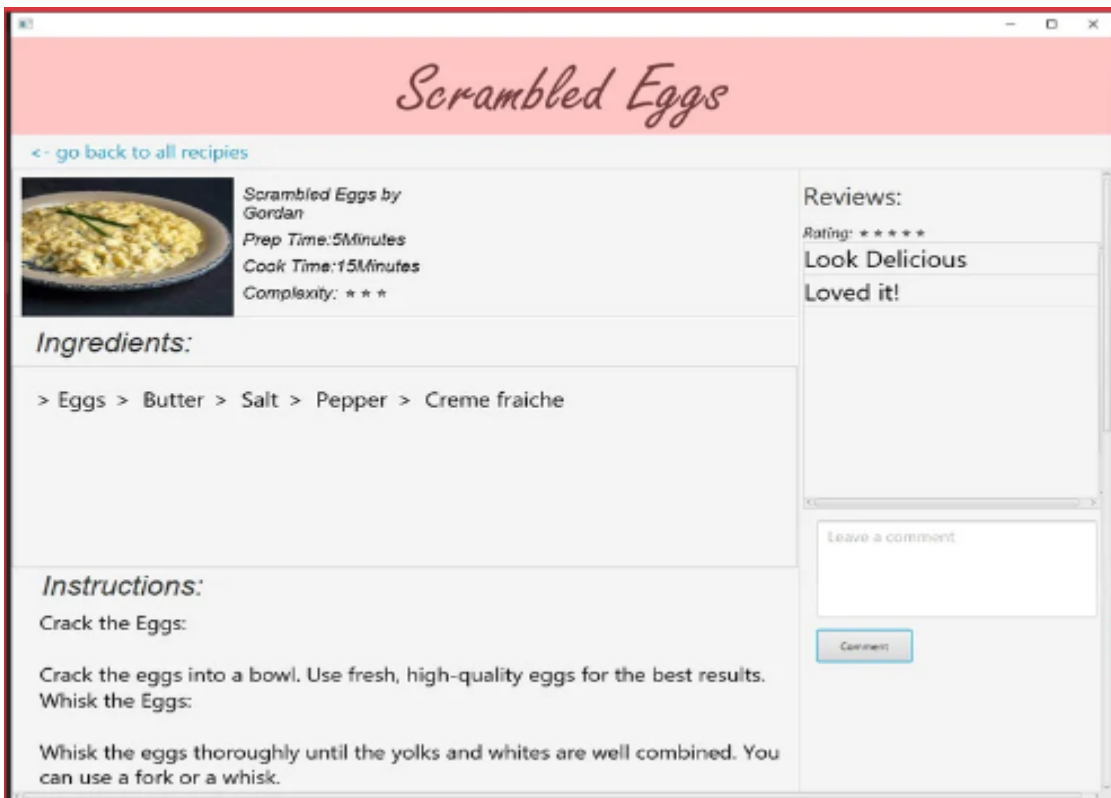 Scrambled Eggs
<- go back to all recipies
Scrambled Eggs by
Gordan
Prep Time:5Minutes
Cook Time:15Minutes
Complexity: * * *
Ingredients:
> Eggs >  Butter >  Salt >  Pepper >  Creme fraiche
Instructions:
Crack the Eggs:
Crack the eggs into a bowl. Use fresh, high-quality eggs for the best results.
Whisk the Eggs:
Whisk the eggs thoroughly until the yolks and whites are well combined. You
can use a fork or a whisk.
Reviews:
Rating: * * * * *
Look Delicious
Loved it!
Leave a comment
Comment